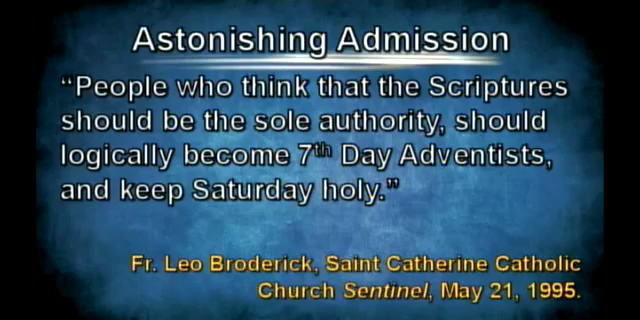 Astonishing Admission
“People who think that the Scriptures
should be the sole authority, should
logically become 7th Day Adventists,
and keep Saturday holy.”
Fr. Leo Broderick, Saint Catherine Catholic
Church Sentinel, May 21, 1995.